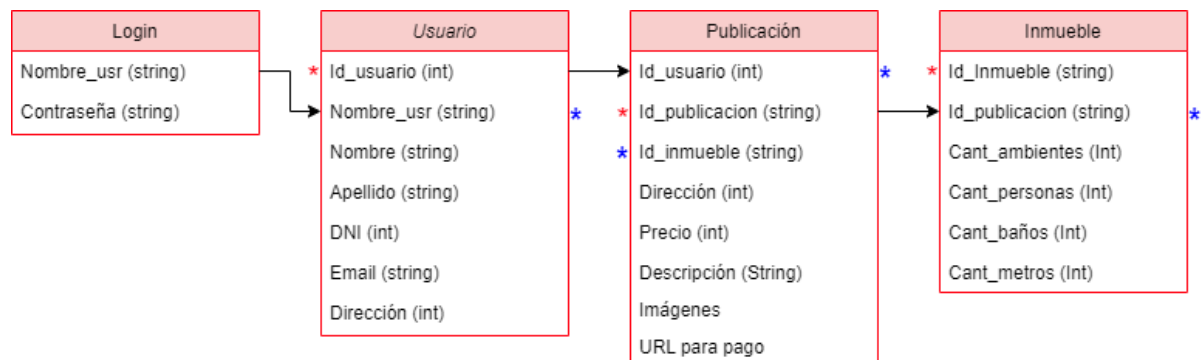 Login
Nombre_usr (string)
Contraseña (string)
Usuario
* Id_usuario (int)
Nombre_usr (string) *
Nombre (string)
Apellido (string)
DNI (int)
Email (string)
Dirección (int)
Publicación
Id_usuario (int) *
* Id_publicacion (string)
* Id_inmueble (string)
Dirección (int)
Precio (int)
Descripción (String)
Imágenes
URL para pago
Inmueble
* Id_Inmueble (string)
Id_publicacion (string) *
Cant_ambientes (Int)
Cant_personas (Int)
Cant_baños (Int)
Cant_metros (Int)